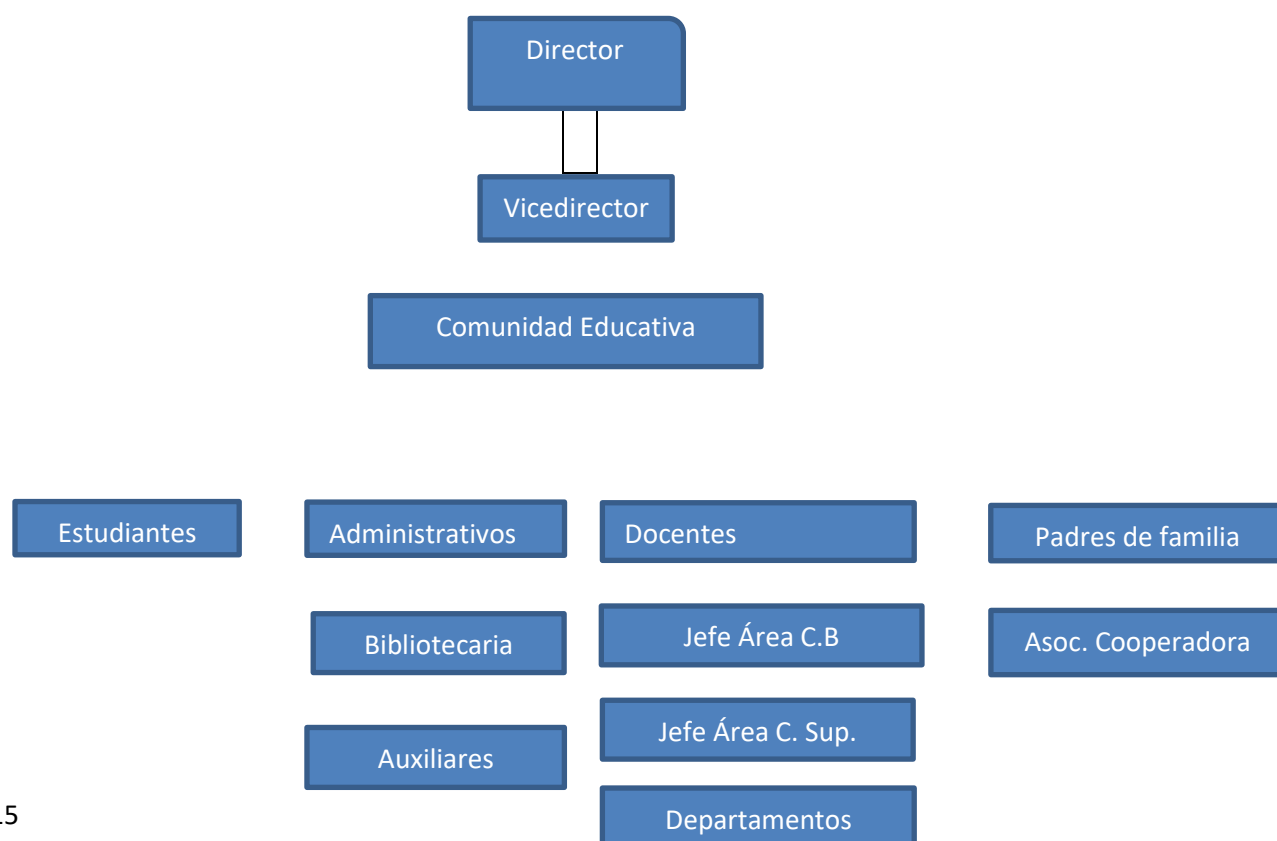 Director
Vicedirector
Comunidad Educativa
Estudiantes
Administrativos
Docentes
Padres de familia
Bibliotecaria
Jefe Área C.B
Asoc. Cooperadora
Auxiliares
Jefe Área C. Sup.
Departamentos